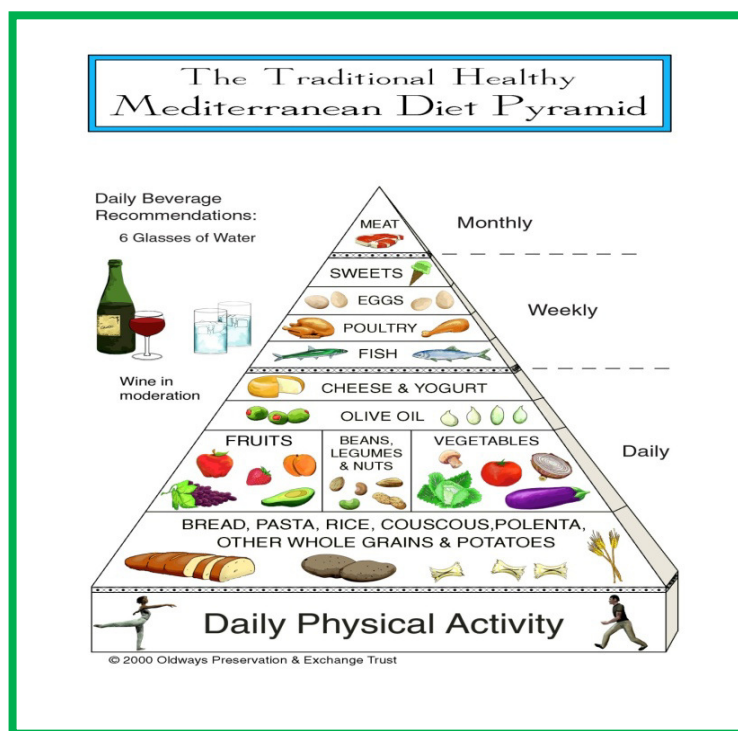 The Traditional Healthy
Mediterranean Diet Pyramid
Daily Beverage
Recommendations:
6 Glasses of Water
Wine in
moderation
MEAT
Monthly
SWEETS
EGGS
Weekly
POULTRY
FISH
CHEESE & YOGURT
OLIVE OIL
FRUITS
BEANS,
LEGUMES
& NUTS
VEGETABLES
Daily
BREAD, PASTA, RICE, COUSCOUS,POLENTA,
OTHER WHOLE GRAINS & POTATOES
Daily Physical Activity
© 2000 Oldways Preservation & Exchange Trust